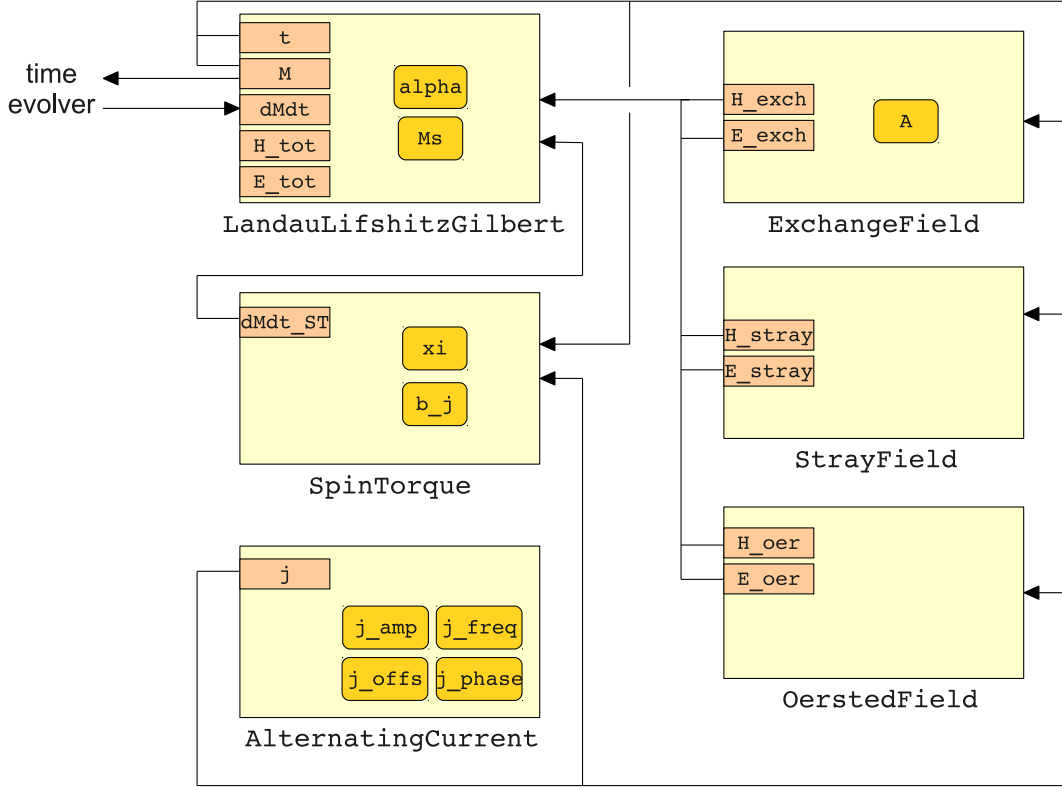 time
evolver
t
M
dMdt
H_tot
E_tot
alpha
Ms
LandauLifshitzGilbert
H_exch
E_exch
A
ExchangeField
dMdt_ST
xi
b_j
SpinTorque
H_stray
E_stray
StrayField
j
j_amp
j_freq
j_offs
j_phase
AlternatingCurrent
H_oer
E_oer
OerstedField